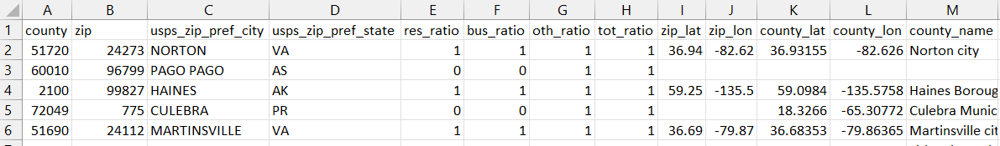 A B C D E F G H I J K L M
1 county zip usps_zip_pref_city usps_zip_pref_state res_ratio bus_ratio oth_ratio tot_ratio zip_lat zip_lon county_lat county_lon county_name
2 51720 24273 NORTON VA 1 1 1 1 36.94 -82.62 36.93155 -82.626 Norton city
3 60010 96799 PAGO PAGO AS 0 0 1 1
4 2100 99827 HAINES AK 1 1 1 1 59.25 -135.5 59.0984 -135.5758 Haines Boroug
5 72049 775 CULEBRA PR 0 0 1 1 18.3266 -65.30772 Culebra Munic
6 51690 24112 MARTINSVILLE VA 1 1 1 1 36.69 -79.87 36.68353 -79.86365 Martinsville cit